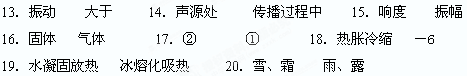 13. 振动 大于 14. 声源处 传播过程中 15. 响度 振幅
16. 固体 气体 17. ② ① 18. 热胀冷缩 —6
19. 水凝固放热 冰熔化吸热 20. 雪、霜 雨、露